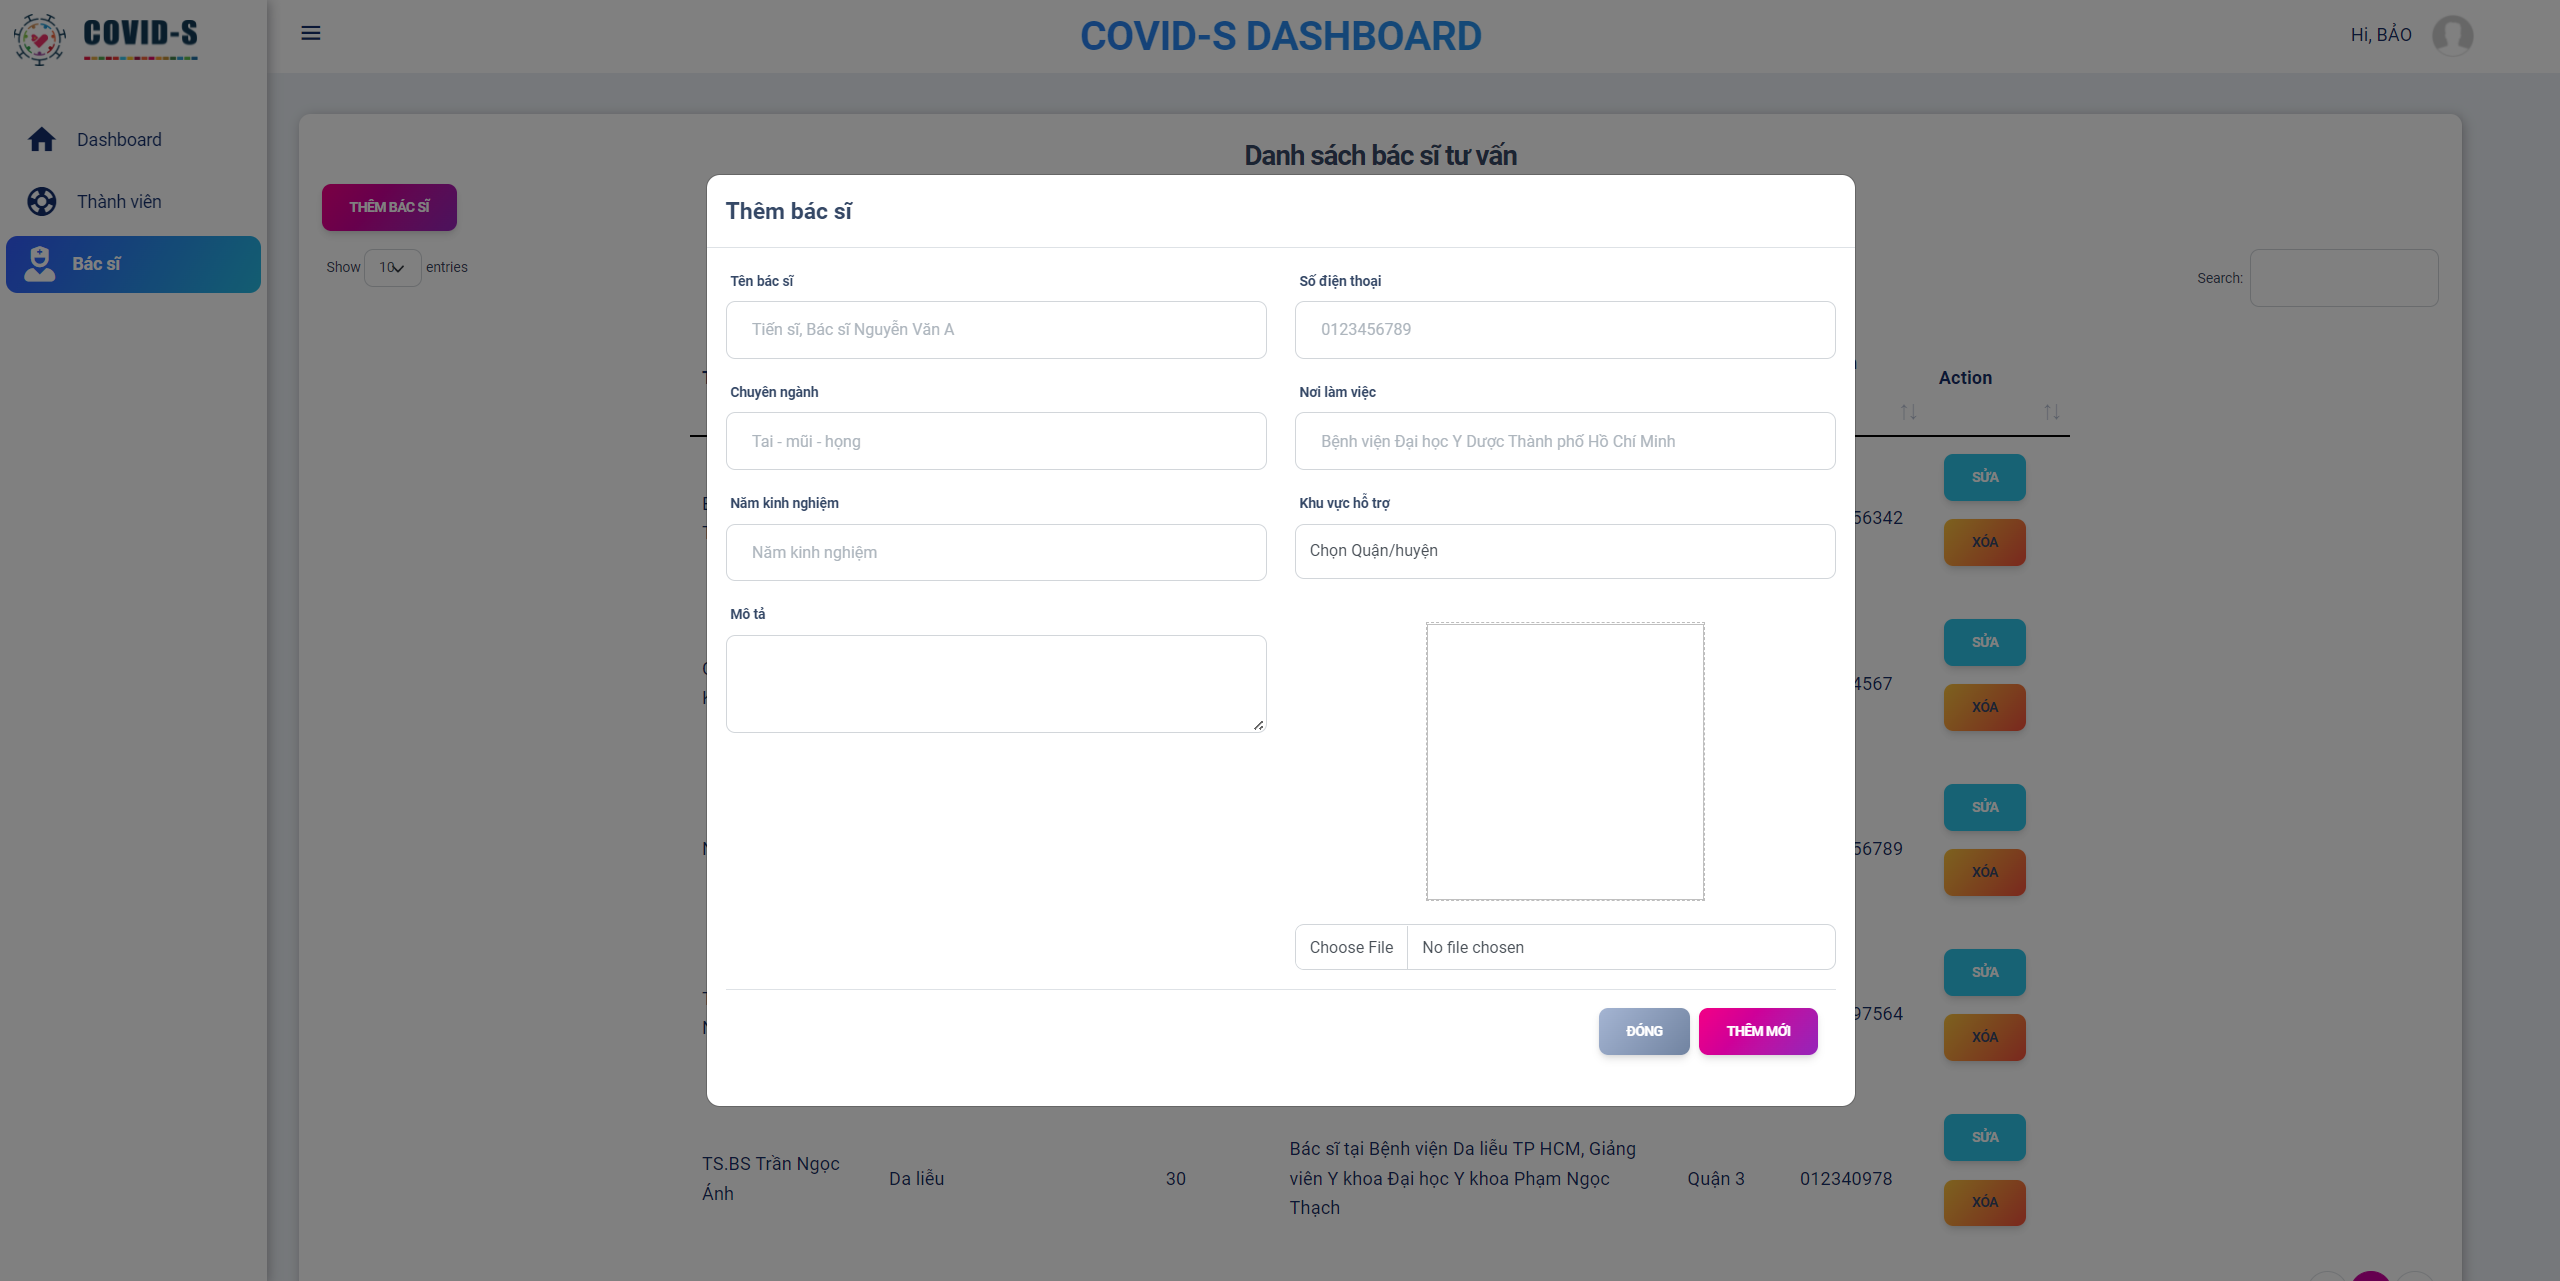 COVID-S
COVID-S DASHBOARD
Hi, BẢO
Dashboard
Thành viên
Bác sĩ
Danh sách bác sĩ tư vấn
THÊM BÁC SĨ
Show 10 entries
Search:
Action
Thêm bác sĩ
Tên bác sĩ
Số điện thoại
Tiến sĩ, Bác sĩ Nguyễn Văn A
0123456789
Chuyên ngành
Nơi làm việc
Tai - mũi - họng
Bệnh viện Đại học Y Dược Thành phố Hồ Chí Minh
Năm kinh nghiệm
Khu vực hỗ trợ
Năm kinh nghiệm
Chọn Quận/huyện
Mô tả
Choose File No file chosen
ĐÓNG
THÊM MỚI
SỬA
56342
XÓA
SỬA
4567
XÓA
SỬA
56789
XÓA
SỬA
97564
XÓA
TS.BS Trần Ngọc
Ánh
Da liễu
30
Bác sĩ tại Bệnh viện Da liễu TP HCM, Giảng
viên Y khoa Đại học Y khoa Phạm Ngọc
Thạch
Quận 3
012340978
SỬA
XÓA